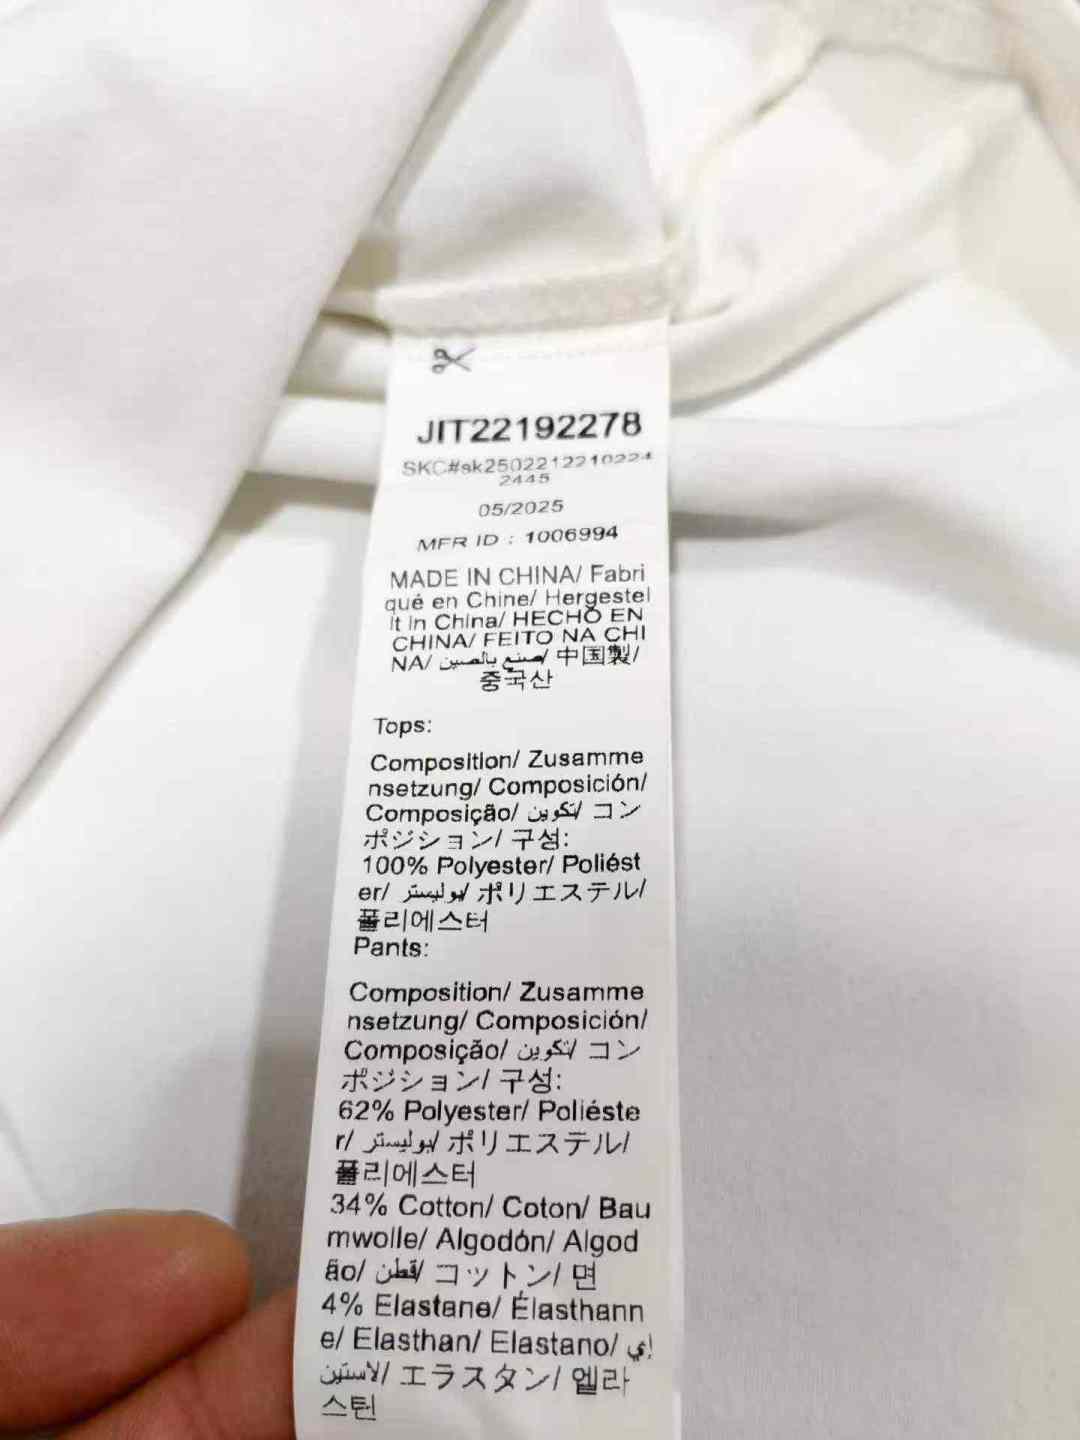 JIT22192278
SKC#sk2502212210224
2445
05/2025
MFR ID : 1006994
MADE IN CHINA/ Fabri
qué en Chine/ Hergestel
lt in China/ HECHO EN
CHINA/ FEITO NA CHI
NA/ صنع بالصين/ 中国製/
중국산
Tops:
Composition/ Zusamme
nsetzung/ Composición/
Composição/ تكوين/ コン
ポジション/ 구성:
100% Polyester/ Poliést
er/ بوليستر/ ポリエステル/
폴리에스터
Pants:
Composition/ Zusamme
nsetzung/ Composición/
Composição/ تكوين/ コン
ポジション/ 구성:
62% Polyester/ Poliéste
r/ بوليستر/ ポリエステル/
폴리에스터
34% Cotton/ Coton/ Bau
mwolle/ Algodón/ Algod
ão/ قطن/ コットン/ 면
4% Elastane/ Élasthann
e/ Elasthan/ Elastano/ إي
لاستين/ エラスタン/ 엘라
스틴